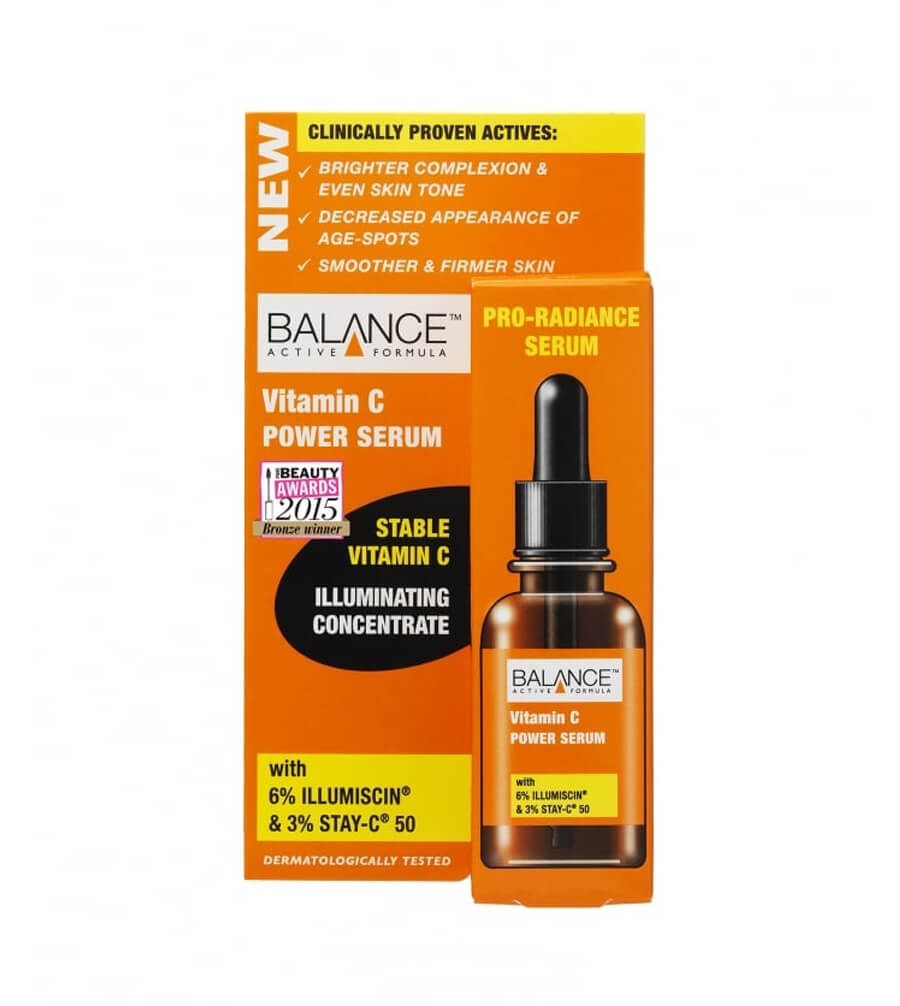 NEW
CLINICALLY PROVEN ACTIVES:
✓ BRIGHTER COMPLEXION &
EVEN SKIN TONE
✓ DECREASED APPEARANCE OF
AGE-SPOTS
✓ SMOOTHER & FIRMER SKIN
BALANCE™
ACTIVE FORMULA
Vitamin C
POWER SERUM
BEAUTY
AWARDS
2015
Bronze winner
STABLE
VITAMIN C
ILLUMINATING
CONCENTRATE
with
6% ILLUMISCIN®
& 3% STAY-C® 50
DERMATOLOGICALLY TESTED
PRO-RADIANCE
SERUM
BALANCE™
ACTIVE FORMULA
Vitamin C
POWER SERUM
with
6% ILLUMISCIN®
& 3% STAY-C® 50